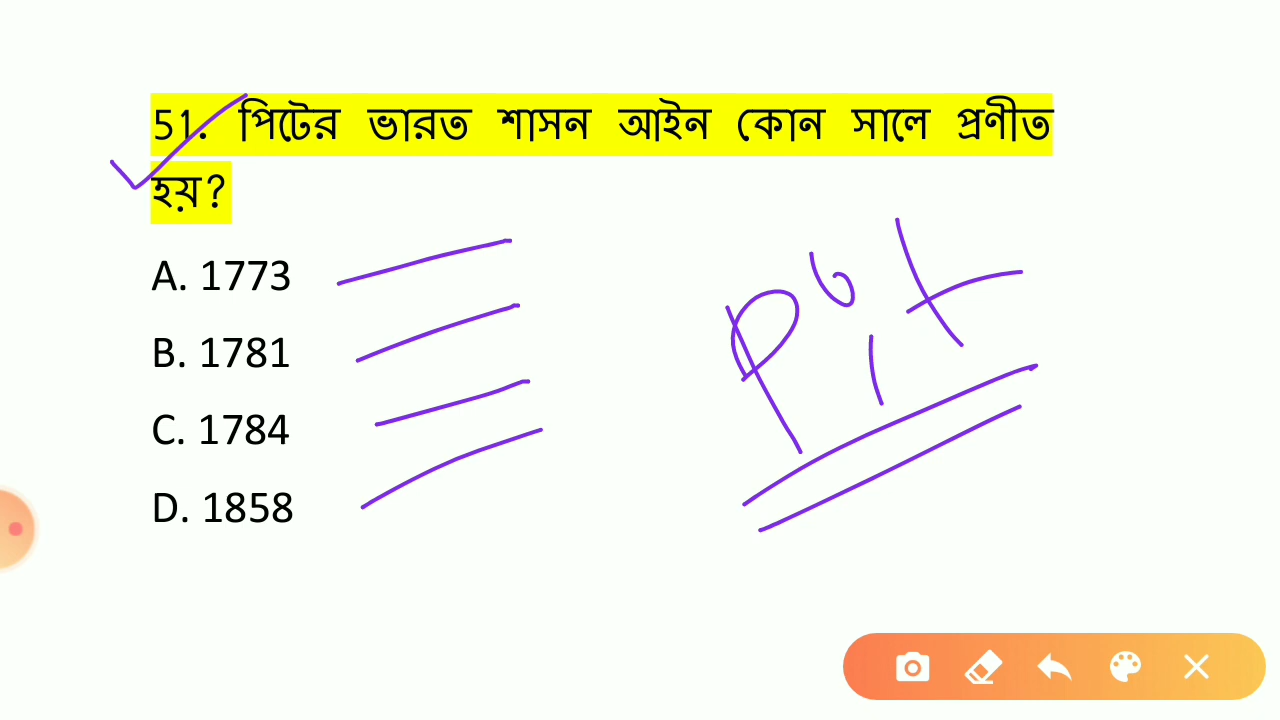 51. পিটের ভারত শাসন আইন কোন সালে প্রণীত
হয়?
A. 1773
B. 1781
C. 1784
D. 1858
Pit